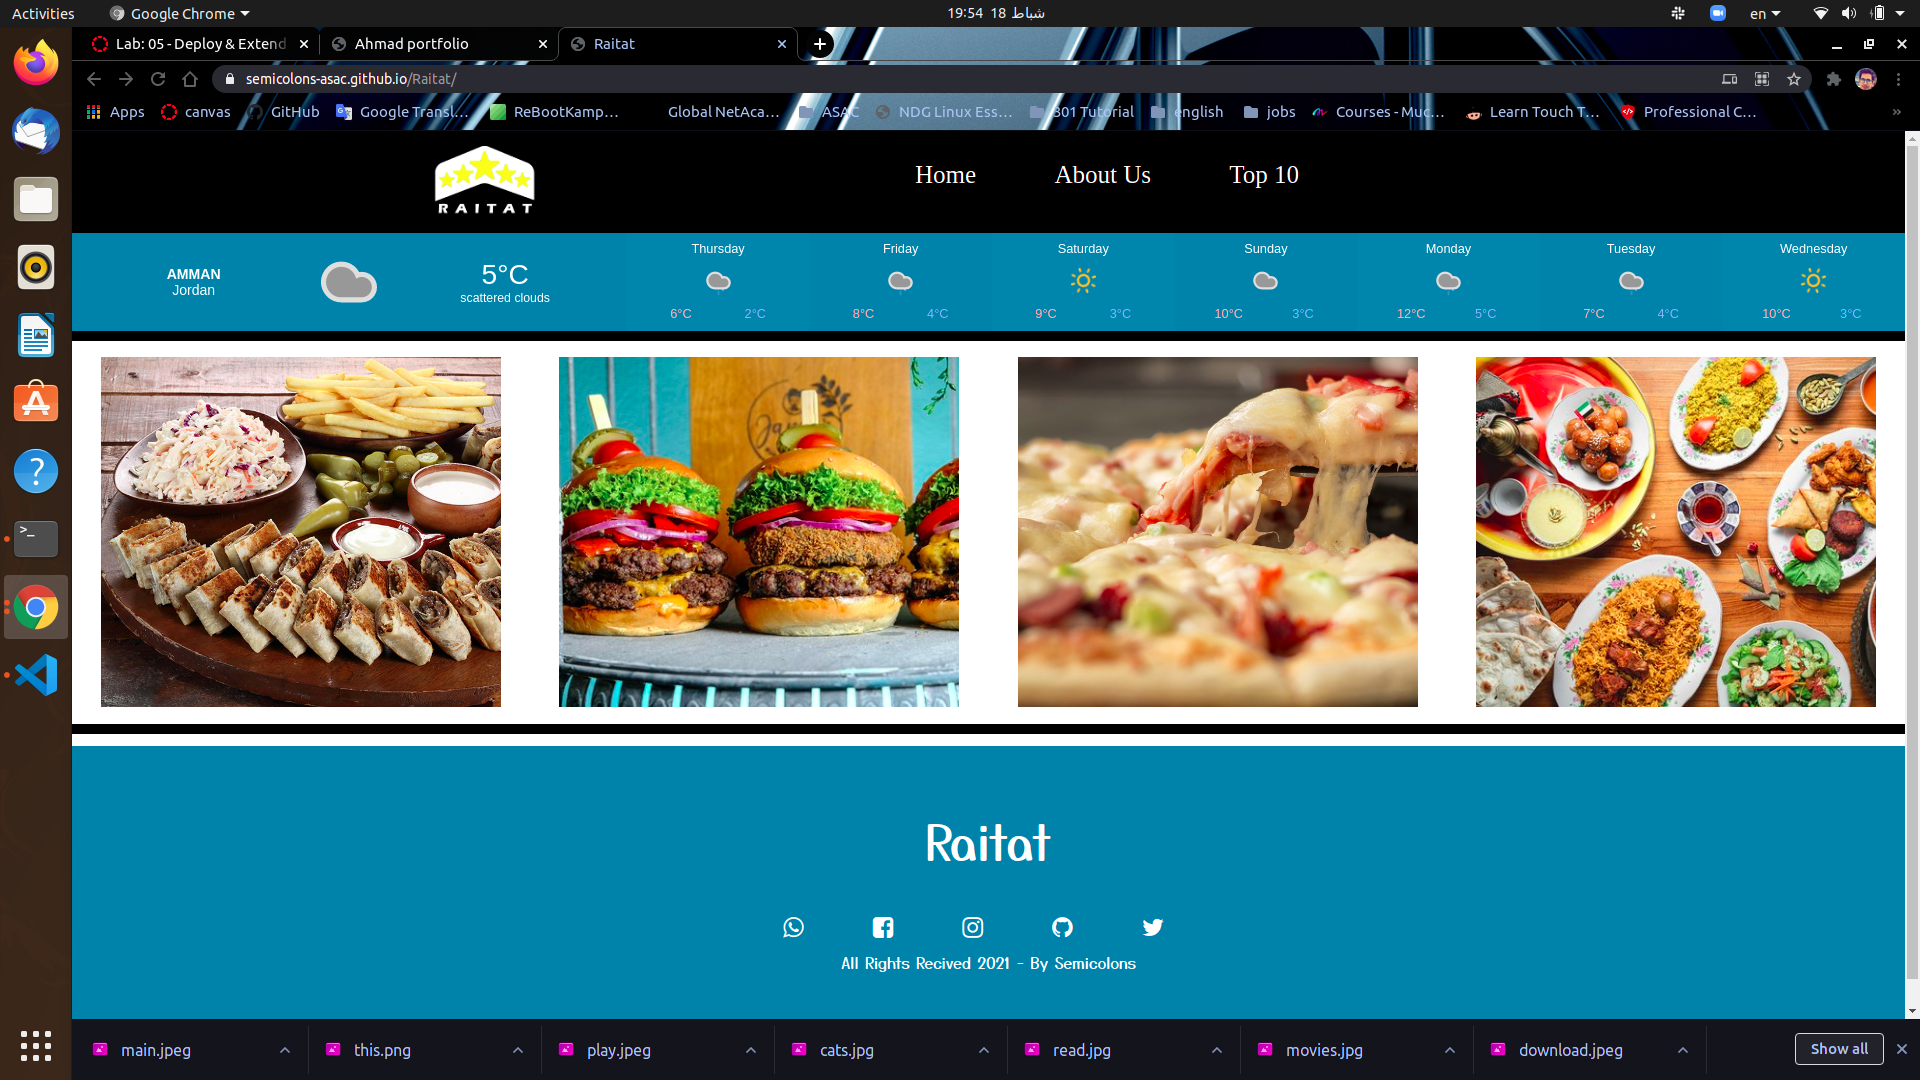 Activities
Google Chrome
19:54 18 شباط
en
Lab: 05 - Deploy & Extend
Ahmad portfolio
Raitat
semicolons-asac.github.io/Raitat/
Apps
canvas
GitHub
Google Transl…
ReBootKamp…
Global NetAca…
ASAC
NDG Linux Ess…
301 Tutorial
english
jobs
Courses - Muc…
Learn Touch T…
Professional C…
»
RAITAT
Home
About Us
Top 10
AMMAN
Jordan
5°C
scattered clouds
Thursday
6°C 2°C
Friday
8°C 4°C
Saturday
9°C 3°C
Sunday
10°C 3°C
Monday
12°C 5°C
Tuesday
7°C 4°C
Wednesday
10°C 3°C
Raitat
All Rights Recived 2021 - By Semicolons
main.jpeg
this.png
play.jpeg
cats.jpg
read.jpg
movies.jpg
download.jpeg
Show all